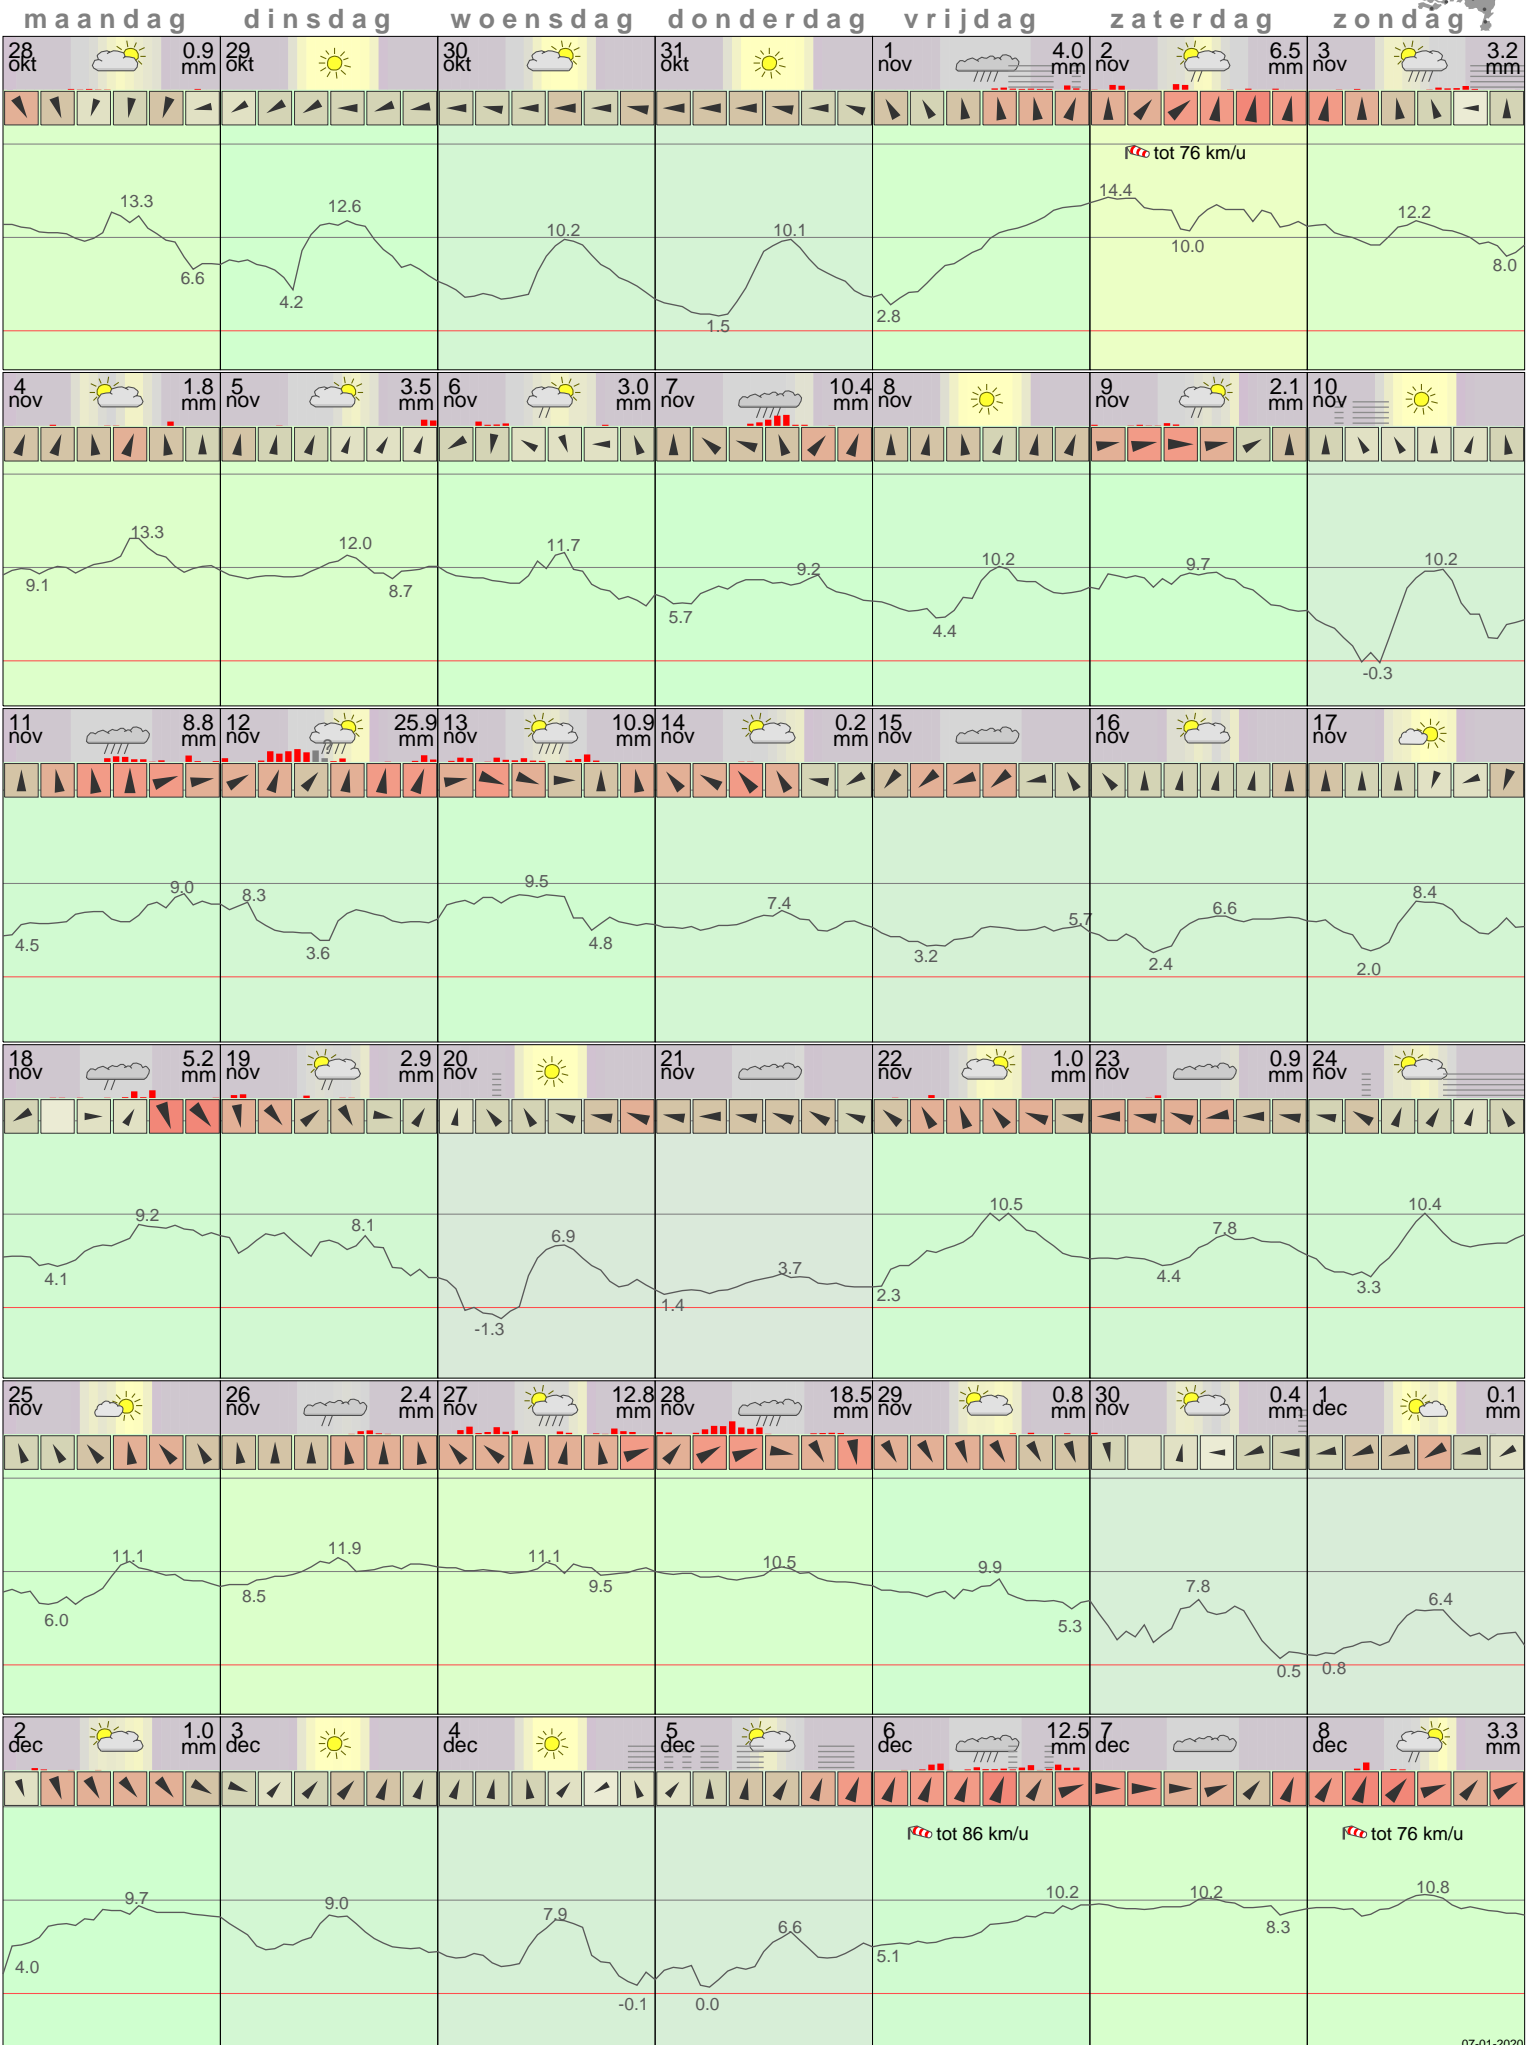 maandag dinsdag woensdag donderdag vrijdag zaterdag zondag
28 okt 0.9 mm 29 okt 30 okt 31 okt 1 nov 4.0 mm 2 nov 6.5 mm 3 nov 3.2 mm
tot 76 km/u
13.3 6.6 4.2 12.6 10.2 1.5 10.1 2.8 14.4 10.0 12.2 8.0
4 nov 1.8 mm 5 nov 3.5 mm 6 nov 3.0 mm 7 nov 10.4 mm 8 nov 9 nov 2.1 mm 10 nov
9.1 13.3 12.0 8.7 11.7 5.7 9.2 4.4 10.2 9.7 -0.3 10.2
11 nov 8.8 mm 12 nov ? 25.9 mm 13 nov 10.9 mm 14 nov 0.2 mm 15 nov 16 nov 17 nov
4.5 9.0 8.3 3.6 9.5 4.8 7.4 3.2 5.7 2.4 6.6 2.0 8.4
18 nov 5.2 mm 19 nov 2.9 mm 20 nov 21 nov 22 nov 1.0 mm 23 nov 0.9 mm 24 nov
4.1 9.2 8.1 -1.3 6.9 1.4 3.7 2.3 10.5 4.4 7.8 3.3 10.4
25 nov 26 nov 2.4 mm 27 nov 12.8 mm 28 nov 18.5 mm 29 nov 0.8 mm 30 nov 0.4 mm 1 dec 0.1 mm
6.0 11.1 8.5 11.9 11.1 9.5 10.5 9.9 5.3 7.8 0.5 0.8 6.4
2 dec 1.0 mm 3 dec 4 dec 5 dec 6 dec 12.5 mm 7 dec 8 dec 3.3 mm
tot 86 km/u tot 76 km/u
4.0 9.7 9.0 7.9 -0.1 0.0 6.6 5.1 10.2 10.2 8.3 10.8
07-01-2020